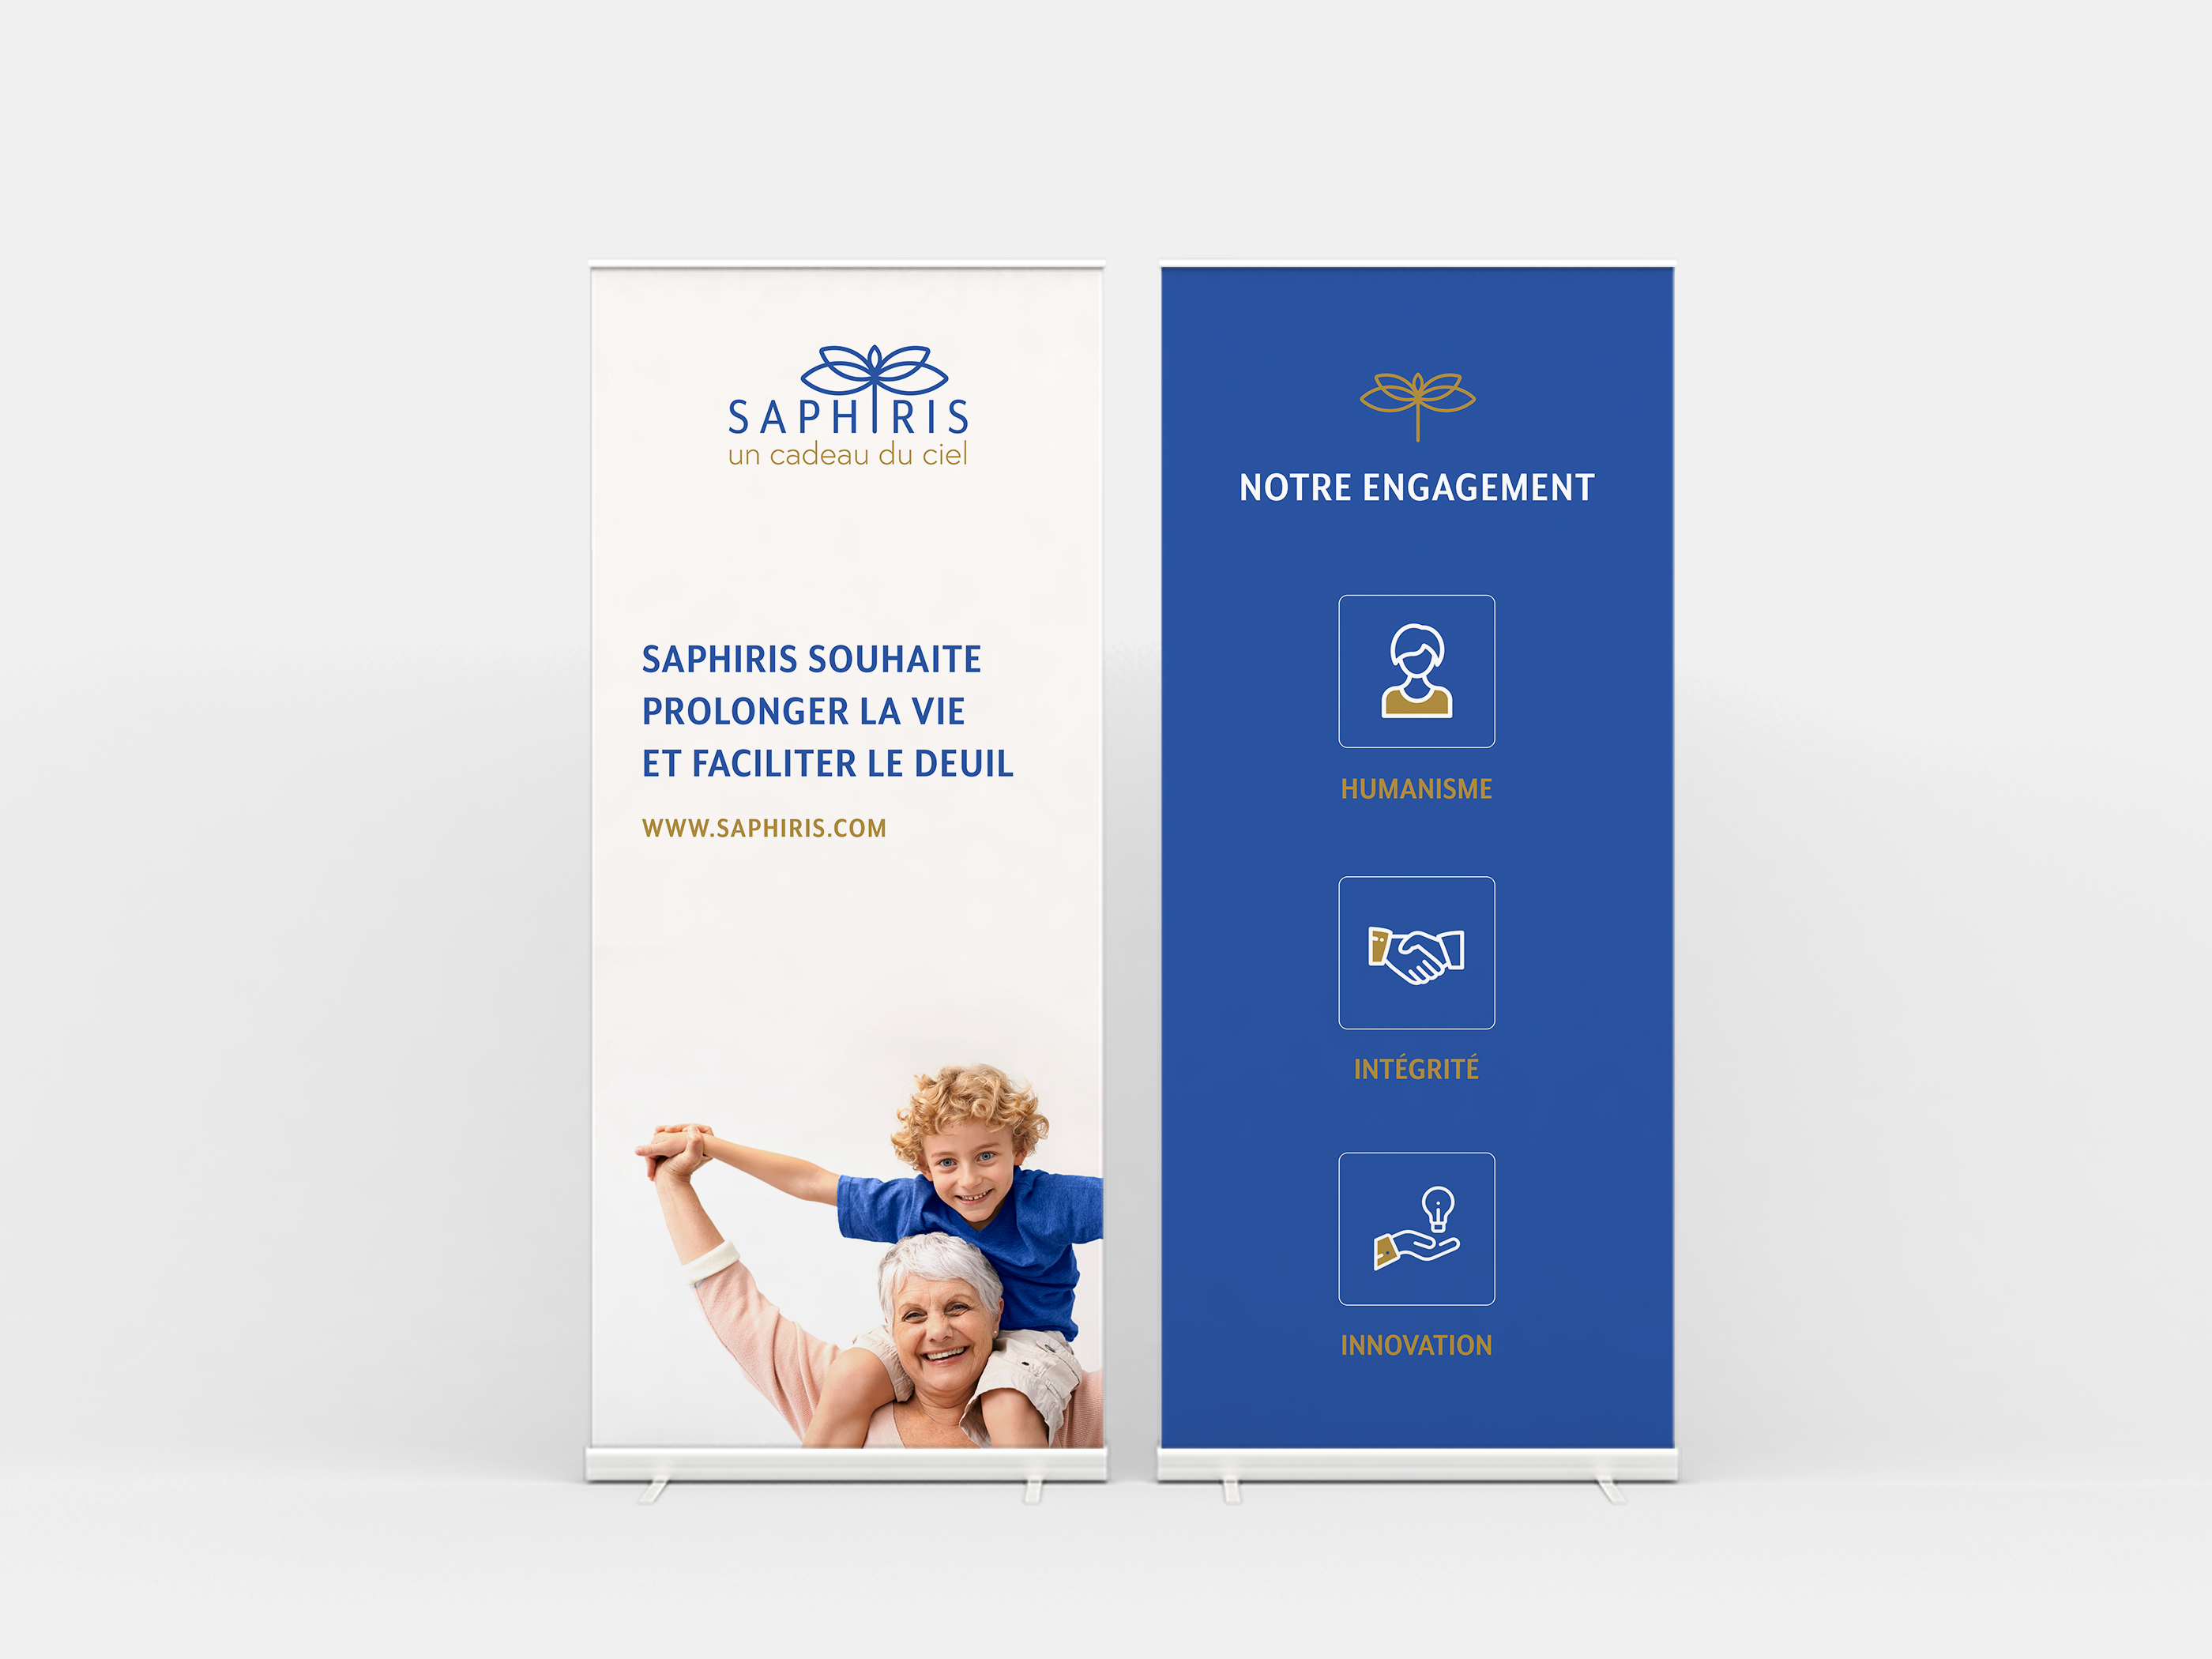 SAPHIRIS
un cadeau du ciel
SAPHIRIS SOUHAITE
PROLONGER LA VIE
ET FACILITER LE DEUIL
WWW.SAPHIRIS.COM
NOTRE ENGAGEMENT
HUMANISME
INTÉGRITÉ
INNOVATION